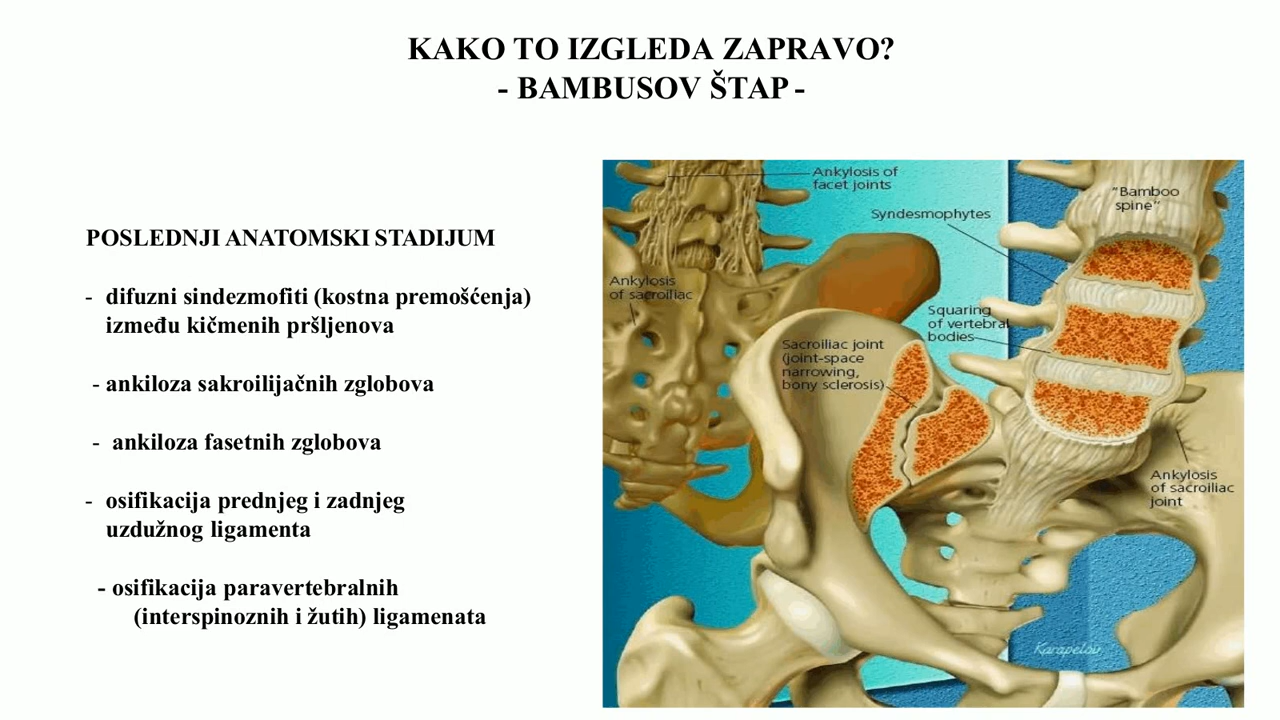 KAKO TO IZGLEDA ZAPRAVO?
- BAMBUSOV ŠTAP -
POSLEDNJI ANATOMSKI STADIJUM
- difuzni sindezmofiti (kostna premošćenja)
između kičmenih pršljenova
- ankiloza sakroilijačnih zglobova
- ankiloza fasetnih zglobova
- osifikacija prednjeg i zadnjeg
uzdužnog ligamenta
- osifikacija paravertebralnih
(interspinoznih i žutih) ligamenata
Ankylosis of
facet joints
Syndesmophytes
"Bamboo
spine"
Ankylosis
of sacroiliac
Squaring
of vertebral
bodies
Sacroiliac joint
(joint-space
narrowing,
bony sclerosis)
Ankylosis
of sacroiliac
joint
Karapelou